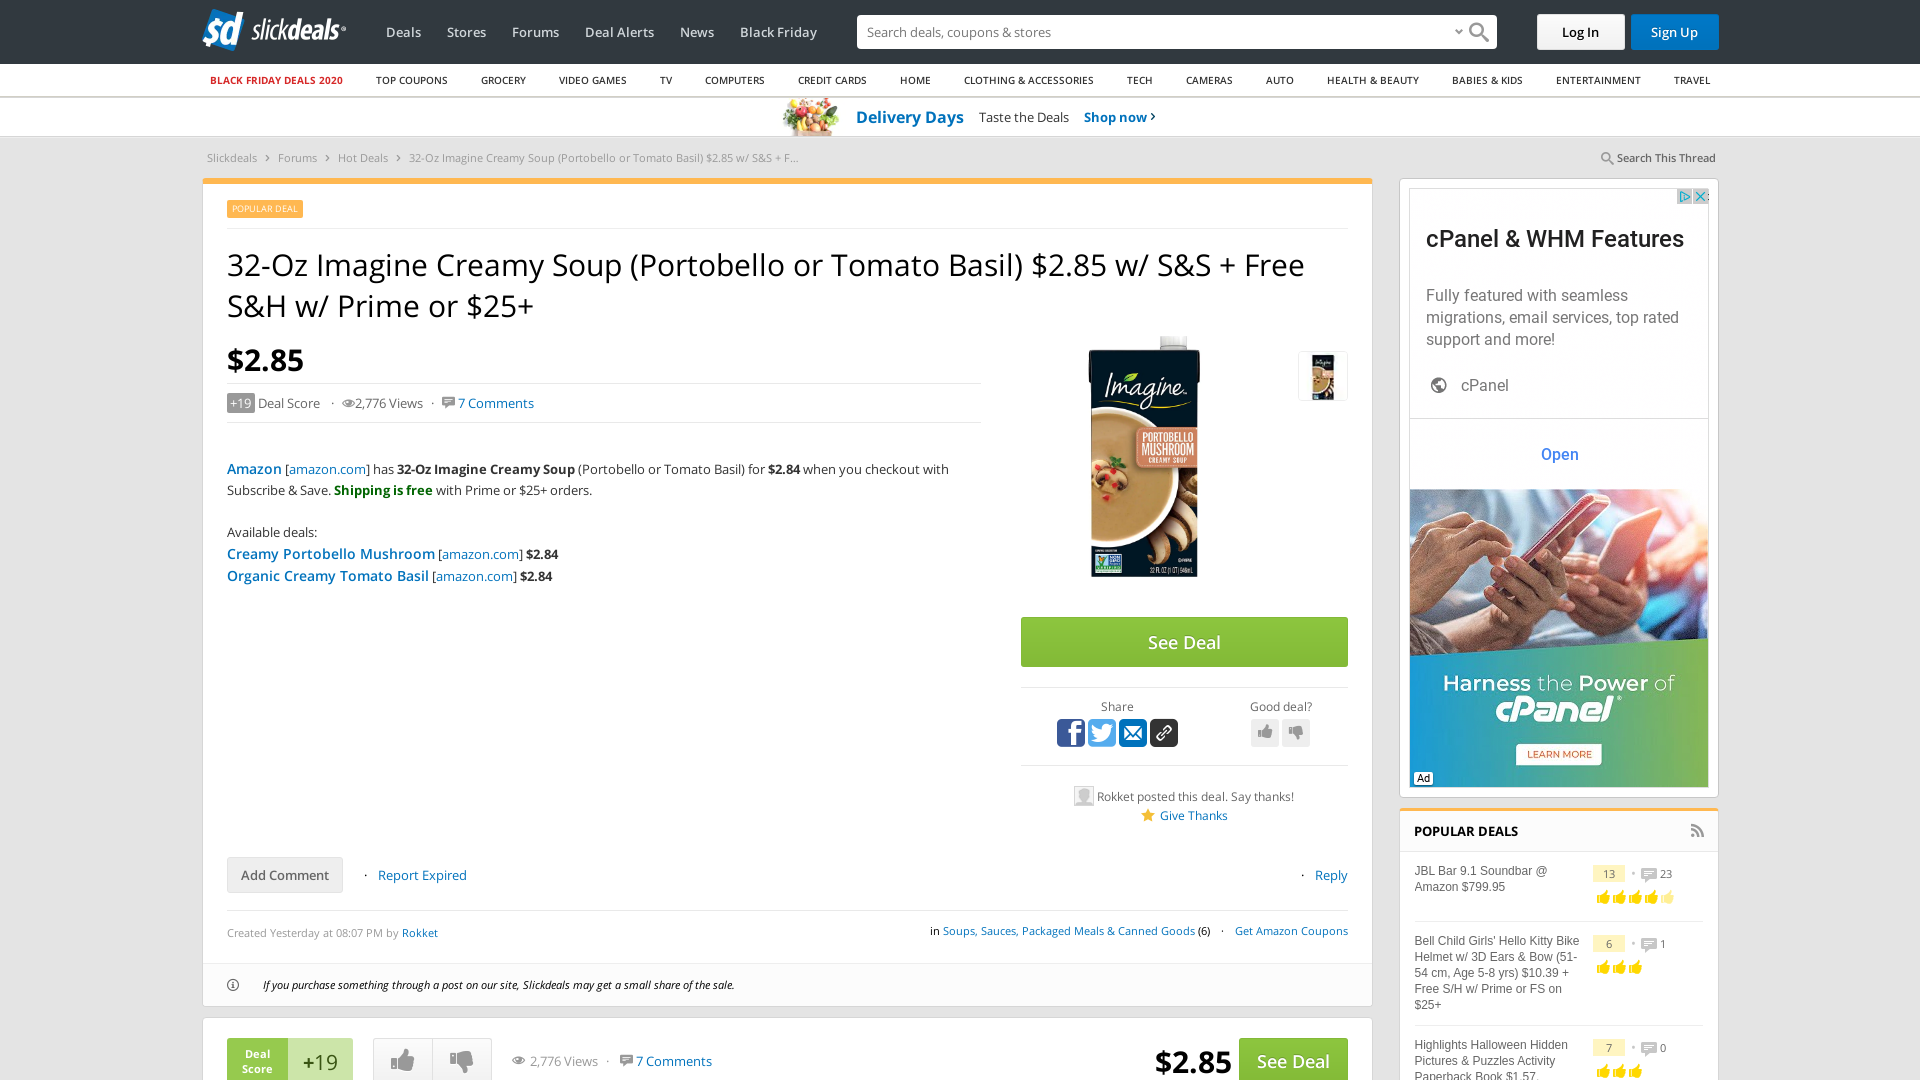 sd slickdeals
Deals Stores Forums Deal Alerts News Black Friday
Search deals, coupons & stores
Log In
Sign Up
BLACK FRIDAY DEALS 2020 TOP COUPONS GROCERY VIDEO GAMES TV COMPUTERS CREDIT CARDS HOME CLOTHING & ACCESSORIES TECH CAMERAS AUTO HEALTH & BEAUTY BABIES & KIDS ENTERTAINMENT TRAVEL
Delivery Days Taste the Deals Shop now
Slickdeals Forums Hot Deals 32-Oz Imagine Creamy Soup (Portobello or Tomato Basil) $2.85 w/ S&S + F...
Search This Thread
POPULAR DEAL
32-Oz Imagine Creamy Soup (Portobello or Tomato Basil) $2.85 w/ S&S + Free
S&H w/ Prime or $25+
$2.85
+19 Deal Score · 2,776 Views · 7 Comments
Amazon [amazon.com] has 32-Oz Imagine Creamy Soup (Portobello or Tomato Basil) for $2.84 when you checkout with
Subscribe & Save. Shipping is free with Prime or $25+ orders.
Available deals:
Creamy Portobello Mushroom [amazon.com] $2.84
Organic Creamy Tomato Basil [amazon.com] $2.84
Imagine
PORTOBELLO
MUSHROOM
CREAMY SOUP
See Deal
Share
Good deal?
Rokket posted this deal. Say thanks!
Give Thanks
Add Comment · Report Expired
· Reply
Created Yesterday at 08:07 PM by Rokket
in Soups, Sauces, Packaged Meals & Canned Goods (6) · Get Amazon Coupons
If you purchase something through a post on our site, Slickdeals may get a small share of the sale.
Deal
Score
+19
2,776 Views · 7 Comments
$2.85
See Deal
cPanel & WHM Features
Fully featured with seamless
migrations, email services, top rated
support and more!
cPanel
Open
Harness the Power of
cPanel®
LEARN MORE
Ad
POPULAR DEALS
JBL Bar 9.1 Soundbar @
Amazon $799.95
13 • 23
Bell Child Girls' Hello Kitty Bike
Helmet w/ 3D Ears & Bow (51-
54 cm, Age 5-8 yrs) $10.39 +
Free S/H w/ Prime or FS on
$25+
6 • 1
Highlights Halloween Hidden
Pictures & Puzzles Activity
Paperback Book $1.57,
7 • 0